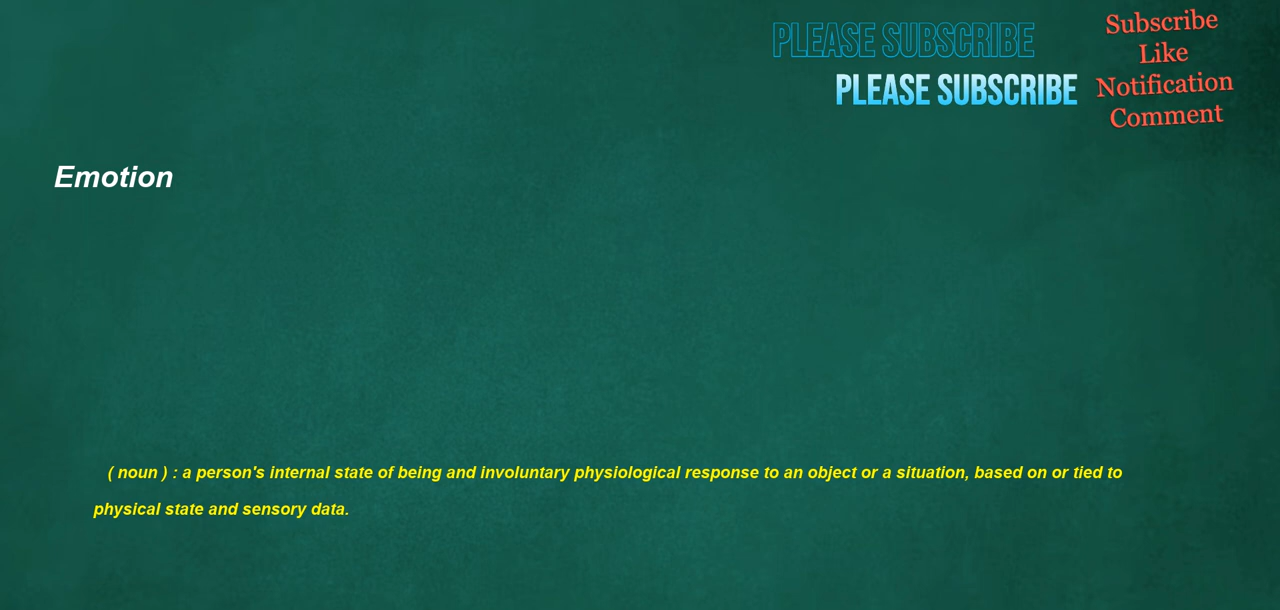 PLEASE SUBSCRIBE
PLEASE SUBSCRIBE
Subscribe
Like
Notification
Comment
Emotion
( noun ) : a person's internal state of being and involuntary physiological response to an object or a situation, based on or tied to
physical state and sensory data.